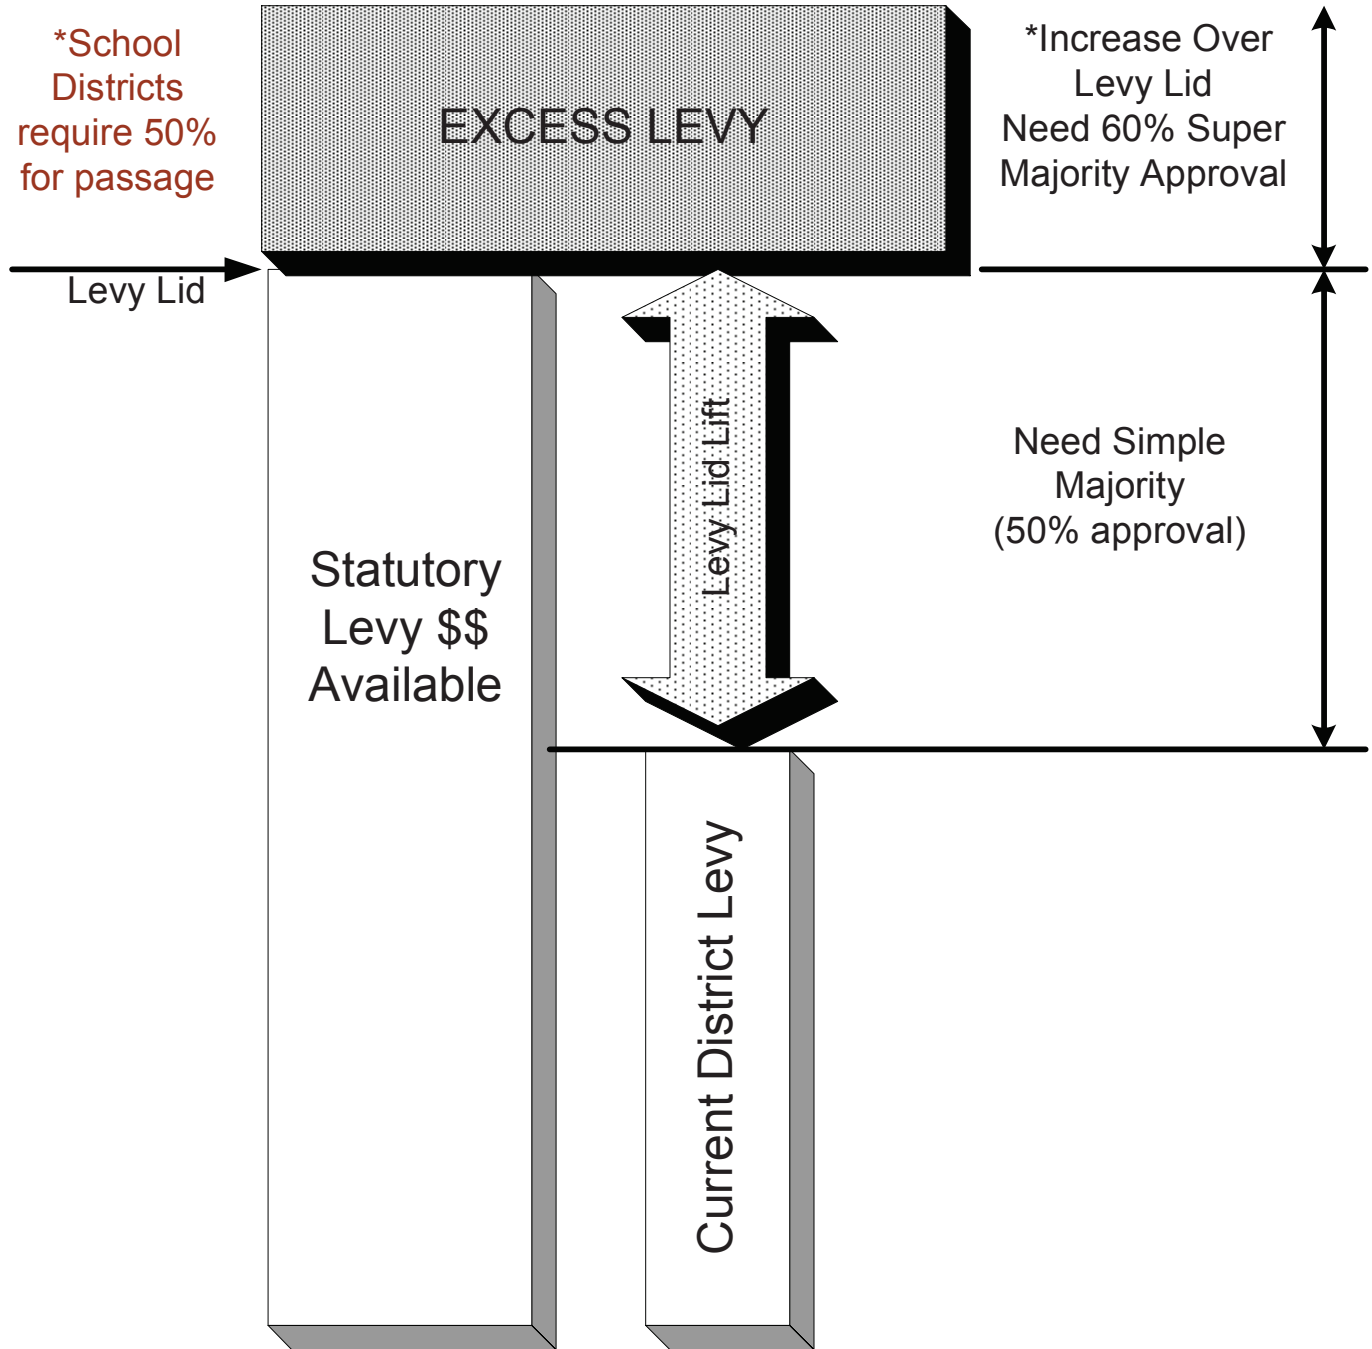 *School
Districts
require 50%
for passage
EXCESS LEVY
*Increase Over
Levy Lid
Need 60% Super
Majority Approval
Levy Lid
Levy Lid Lift
Need Simple
Majority
(50% approval)
Statutory
Levy $$
Available
Current District Levy